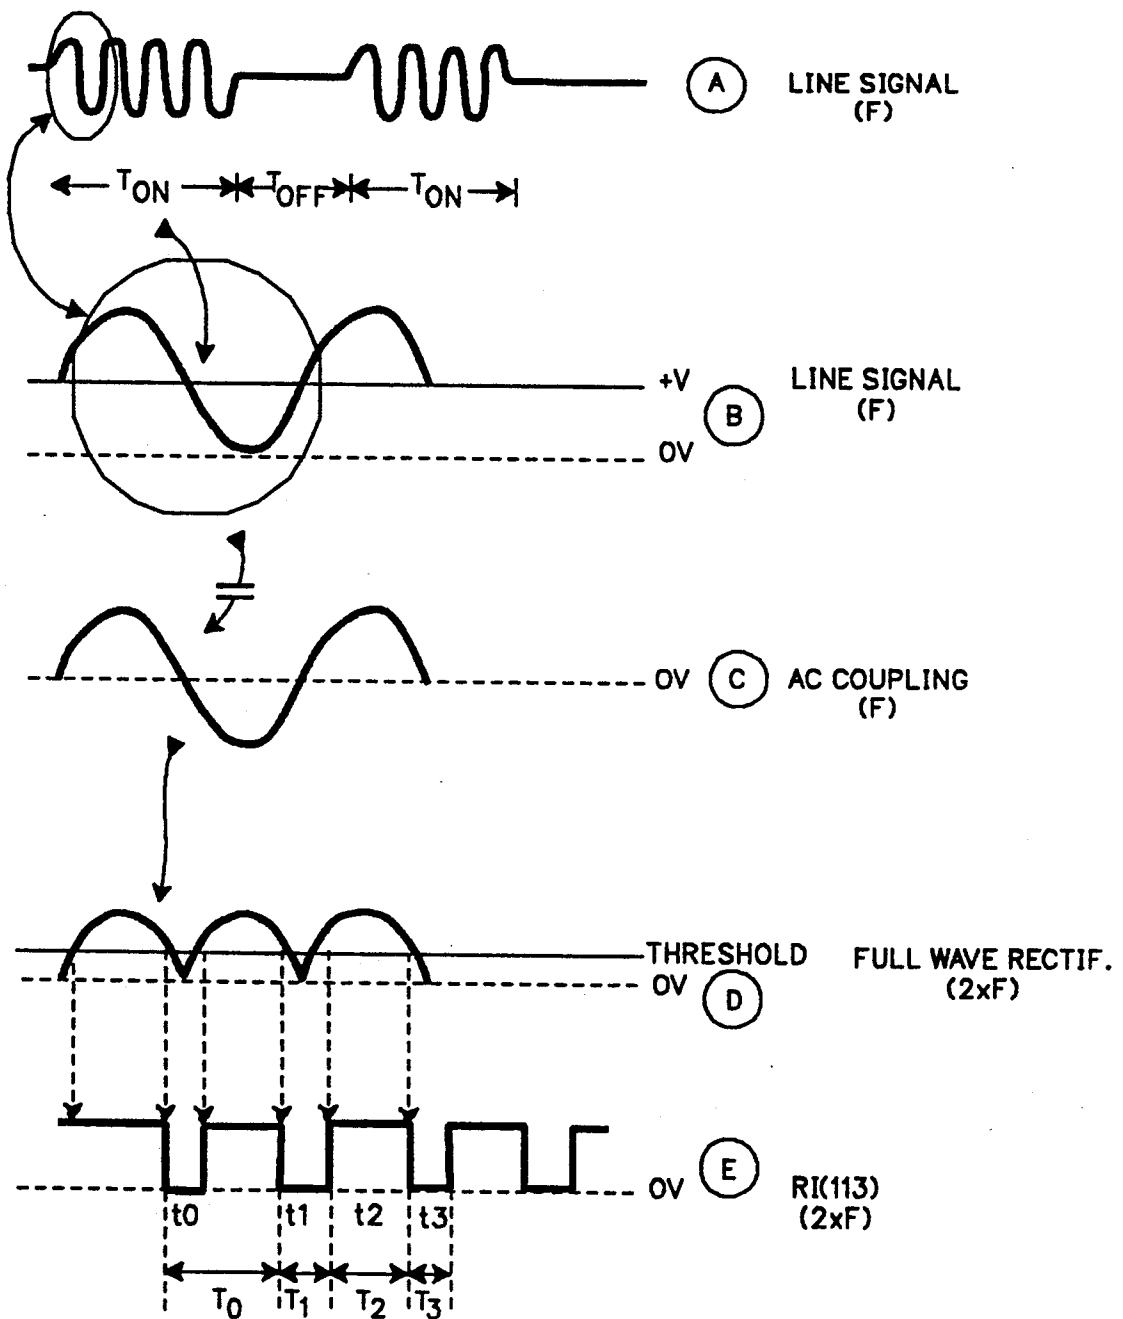 A LINE SIGNAL
(F)
TON TOFF TON
+V
B LINE SIGNAL
(F)
0V
0V C AC COUPLING
(F)
THRESHOLD FULL WAVE RECTIF.
0V D (2xF)
E
0V RI(113)
(2xF)
t0 t1 t2 t3
T0 T1 T2 T3